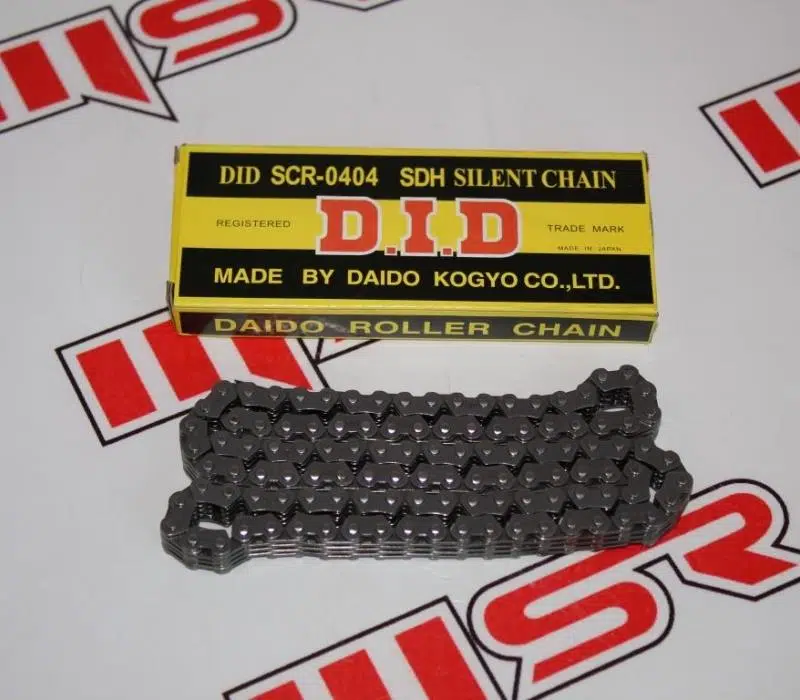 DID SCR-0404 SDH SILENT CHAIN
REGISTERED D.I.D TRADE MARK
MADE IN JAPAN
MADE BY DAIDO KOGYO CO.,LTD.
DAIDO ROLLER CHAIN